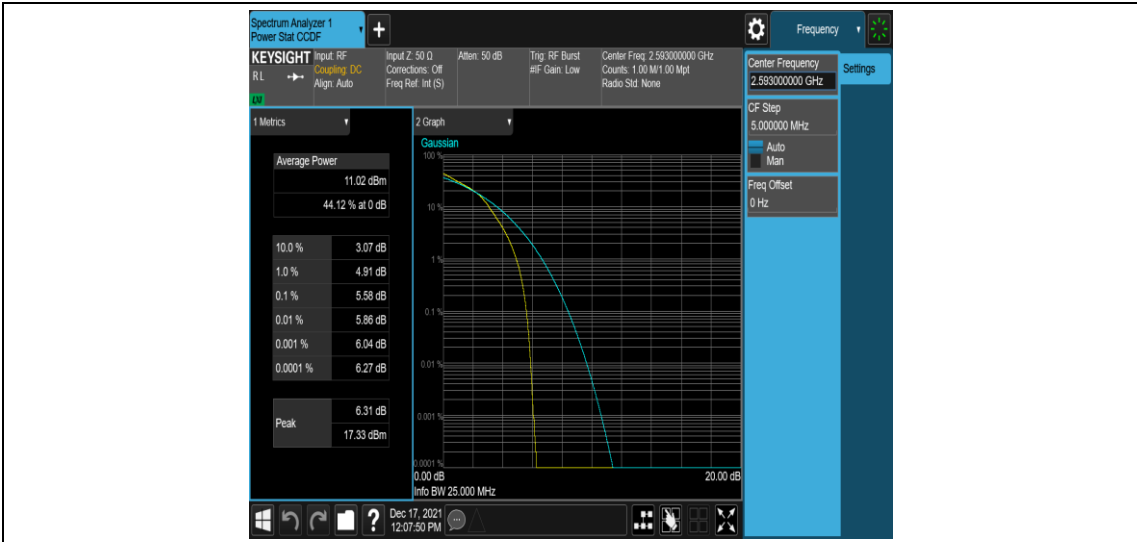 Spectrum Analyzer 1
Power Stat CCDF
+
Frequency
KEYSIGHT
Input: RF
Coupling: DC
Align: Auto
RL
LXI
Input Z: 50 Ω
Corrections: Off
Freq Ref: Int (S)
Atten: 50 dB
Trig: RF Burst
#IF Gain: Low
Center Freq: 2.593000000 GHz
Counts: 1.00 M/1.00 Mpt
Radio Std: None
Center Frequency
2.593000000 GHz
Settings
CF Step
5.000000 MHz
Auto
Man
Freq Offset
0 Hz
1 Metrics
Average Power
11.02 dBm
44.12 % at 0 dB
10.0 % 3.07 dB
1.0 % 4.91 dB
0.1 % 5.58 dB
0.01 % 5.86 dB
0.001 % 6.04 dB
0.0001 % 6.27 dB
Peak
6.31 dB
17.33 dBm
2 Graph
Gaussian
100 %
10 %
1 %
0.1 %
0.01 %
0.001 %
0.0001 %
0.00 dB 20.00 dB
Info BW 25.000 MHz
?
Dec 17, 2021
12:07:50 PM